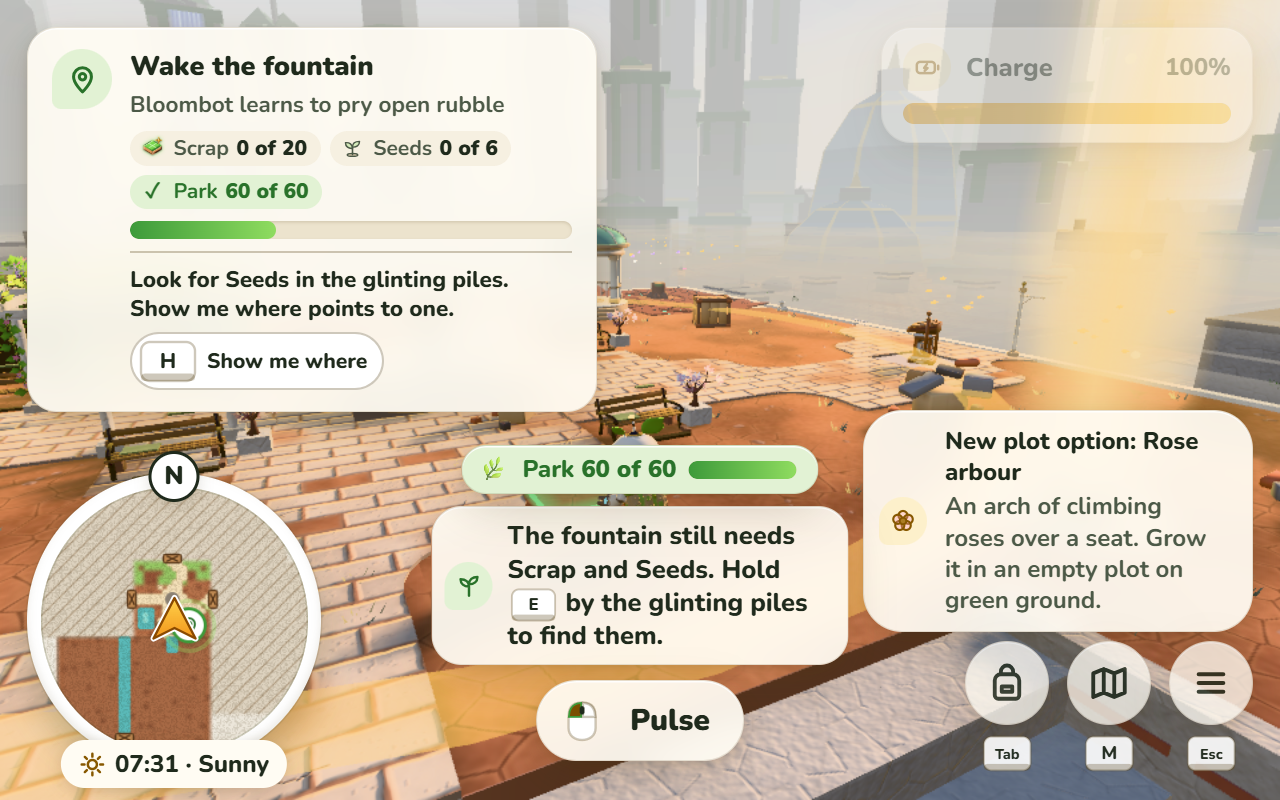 Wake the fountain
Bloombot learns to pry open rubble
Scrap 0 of 20
Seeds 0 of 6
Park 60 of 60
Look for Seeds in the glinting piles.
Show me where points to one.
H Show me where
Charge 100%
N
07:31 · Sunny
Park 60 of 60
The fountain still needs
Scrap and Seeds. Hold
E by the glinting piles
to find them.
Pulse
New plot option: Rose
arbour
An arch of climbing
roses over a seat. Grow
it in an empty plot on
green ground.
Tab
M
Esc